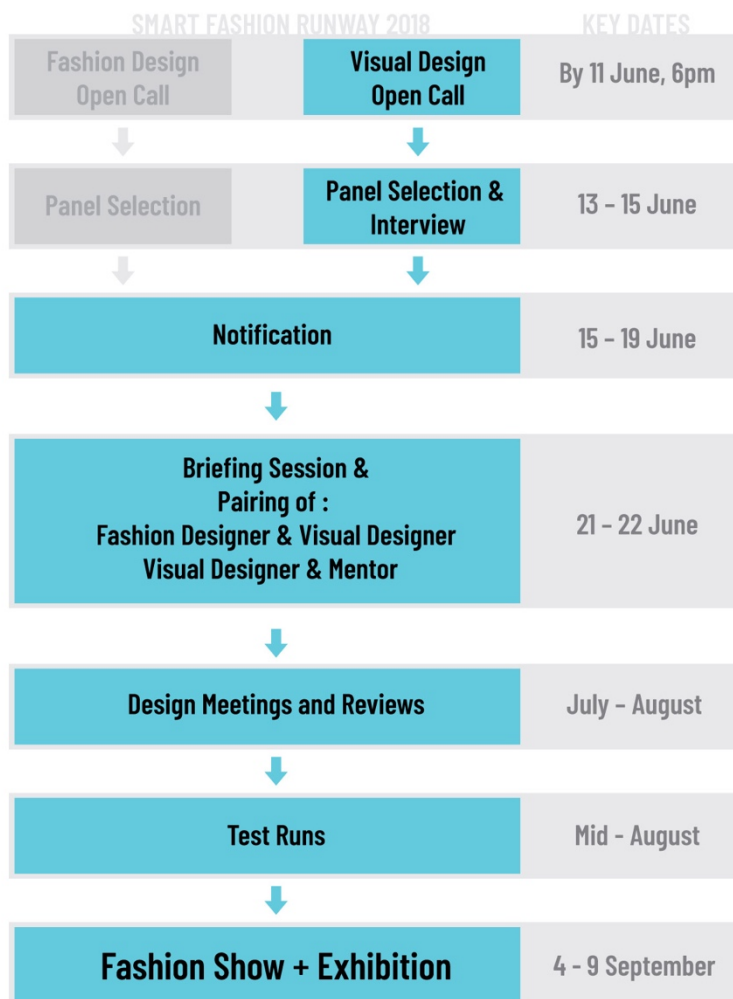 SMART FASHION RUNWAY 2018
KEY DATES
Fashion Design
Open Call
Visual Design
Open Call
By 11 June, 6pm
Panel Selection
Panel Selection &
Interview
13 – 15 June
Notification
15 – 19 June
Briefing Session &
Pairing of :
Fashion Designer & Visual Designer
Visual Designer & Mentor
21 – 22 June
Design Meetings and Reviews
July – August
Test Runs
Mid - August
Fashion Show + Exhibition
4 - 9 September